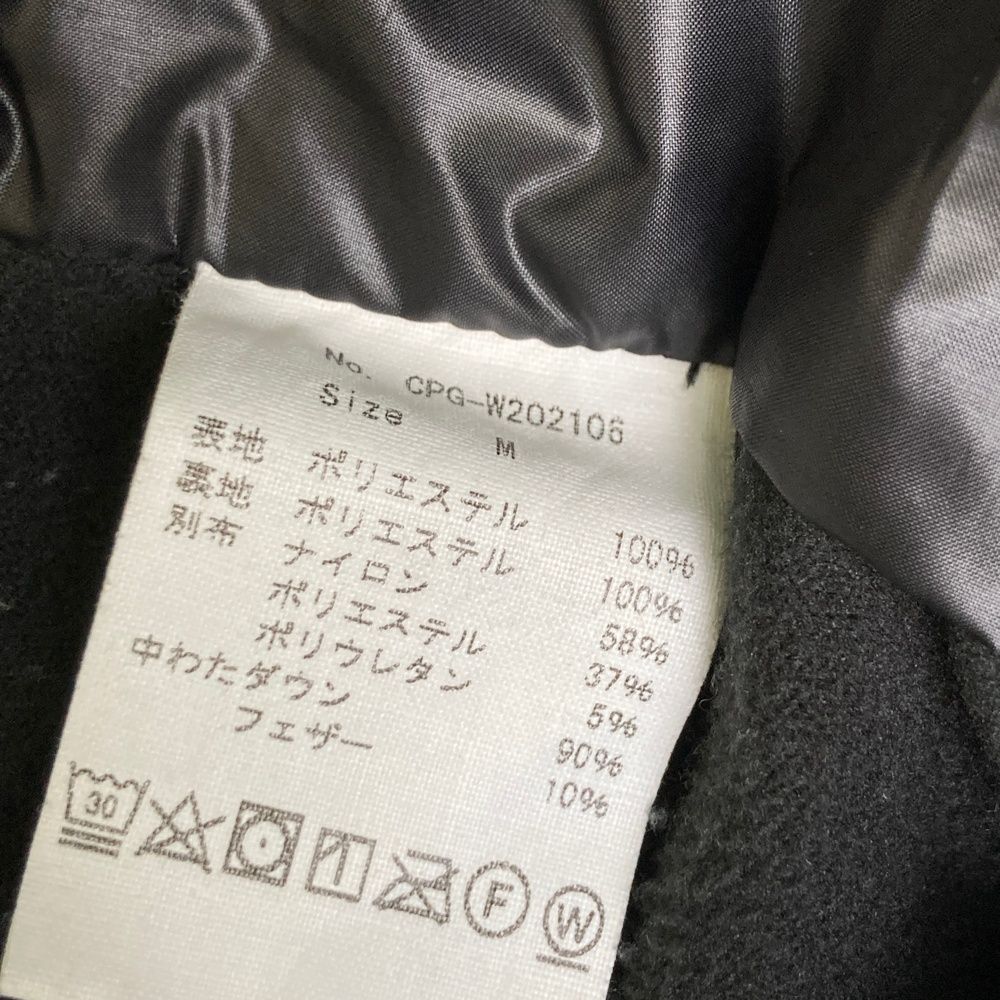 No. CPG-W202106
Size M
表地 ポリエステル 100%
裏地 ポリエステル 100%
別布 ナイロン 58%
ポリエステル 37%
ポリウレタン 5%
中わた ダウン 90%
フェザー 10%
30
F
W